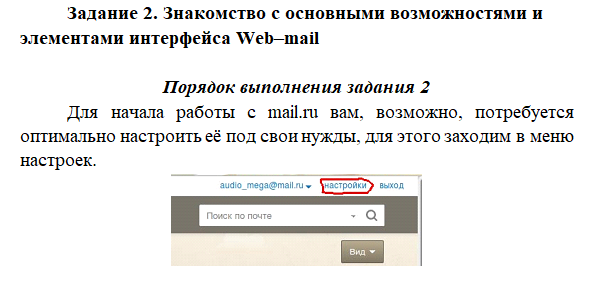 Задание 2. Знакомство с основными возможностями и
элементами интерфейса Web–mail
Порядок выполнения задания 2
Для начала работы с mail.ru вам, возможно, потребуется
оптимально настроить её под свои нужды, для этого заходим в меню
настроек.
audio_mega@mail.ru настройки выход
Поиск по почте
Вид